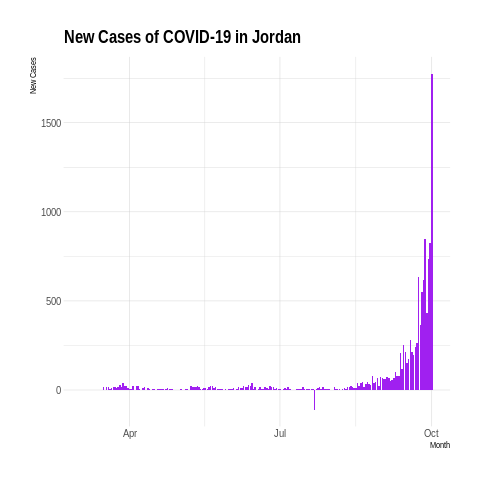 New Cases of COVID-19 in Jordan
New Cases
1500
1000
500
0
Apr
Jul
Oct
Month